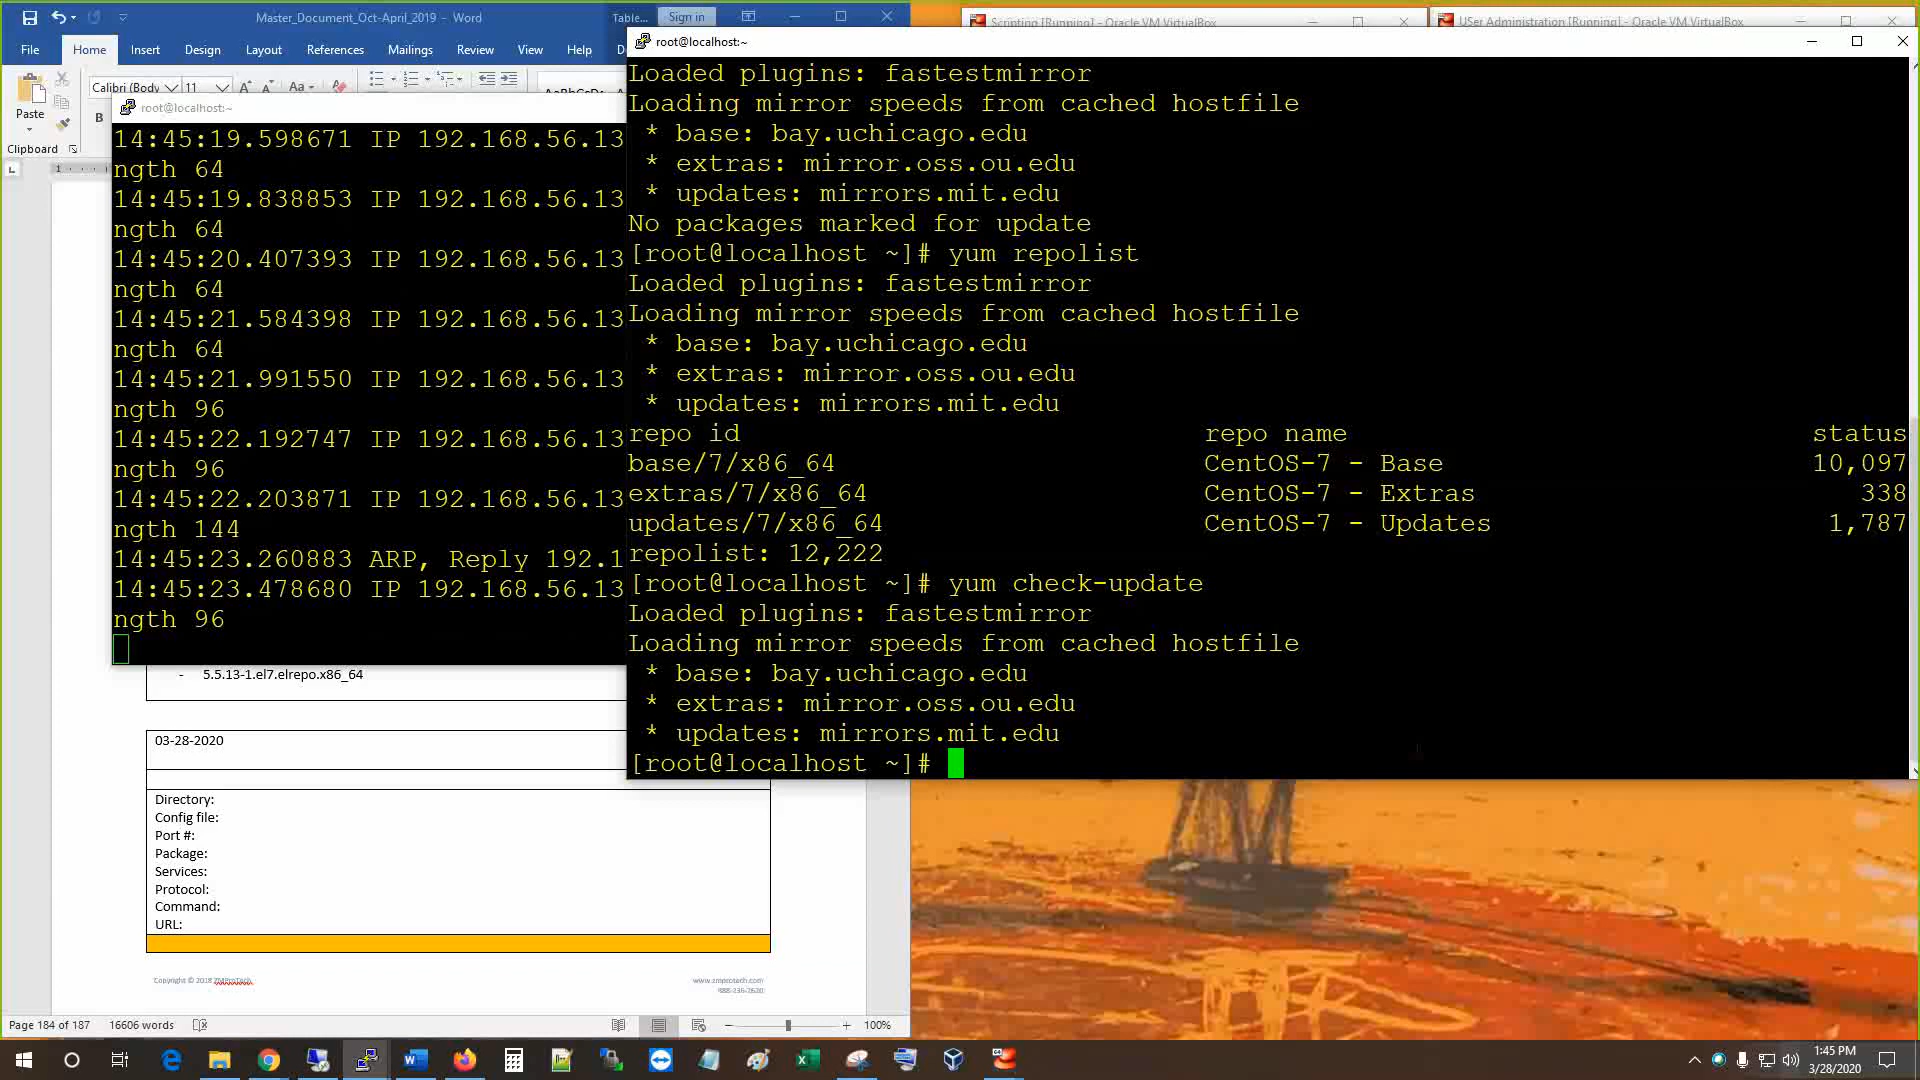 Master_Document_Oct-April_2019 - Word
Table...
Sign in
File Home Insert Design Layout References Mailings Review View Help
Calibri (Body 11
Paste
Clipboard
B
Scripting [Running] - Oracle VM VirtualBox
USer Administration [Running] - Oracle VM VirtualBox
root@localhost:~
14:45:19.598671 IP 192.168.56.13
ngth 64
14:45:19.838853 IP 192.168.56.13
ngth 64
14:45:20.407393 IP 192.168.56.13
ngth 64
14:45:21.584398 IP 192.168.56.13
ngth 64
14:45:21.991550 IP 192.168.56.13
ngth 96
14:45:22.192747 IP 192.168.56.13
ngth 96
14:45:22.203871 IP 192.168.56.13
ngth 144
14:45:23.260883 ARP, Reply 192.1
14:45:23.478680 IP 192.168.56.13
ngth 96
root@localhost:~
Loaded plugins: fastestmirror
Loading mirror speeds from cached hostfile
* base: bay.uchicago.edu
* extras: mirror.oss.ou.edu
* updates: mirrors.mit.edu
No packages marked for update
[root@localhost ~]# yum repolist
Loaded plugins: fastestmirror
Loading mirror speeds from cached hostfile
* base: bay.uchicago.edu
* extras: mirror.oss.ou.edu
* updates: mirrors.mit.edu
repo id repo name status
base/7/x86_64 CentOS-7 - Base 10,097
extras/7/x86_64 CentOS-7 - Extras 338
updates/7/x86_64 CentOS-7 - Updates 1,787
repolist: 12,222
[root@localhost ~]# yum check-update
Loaded plugins: fastestmirror
Loading mirror speeds from cached hostfile
* base: bay.uchicago.edu
* extras: mirror.oss.ou.edu
* updates: mirrors.mit.edu
[root@localhost ~]#
- 5.5.13-1.el7.elrepo.x86_64
03-28-2020
Directory:
Config file:
Port #:
Package:
Services:
Protocol:
Command:
URL:
Copyright © 2018
www.zmprotech.com
Page 184 of 187 16606 words
100%
1:45 PM
3/28/2020